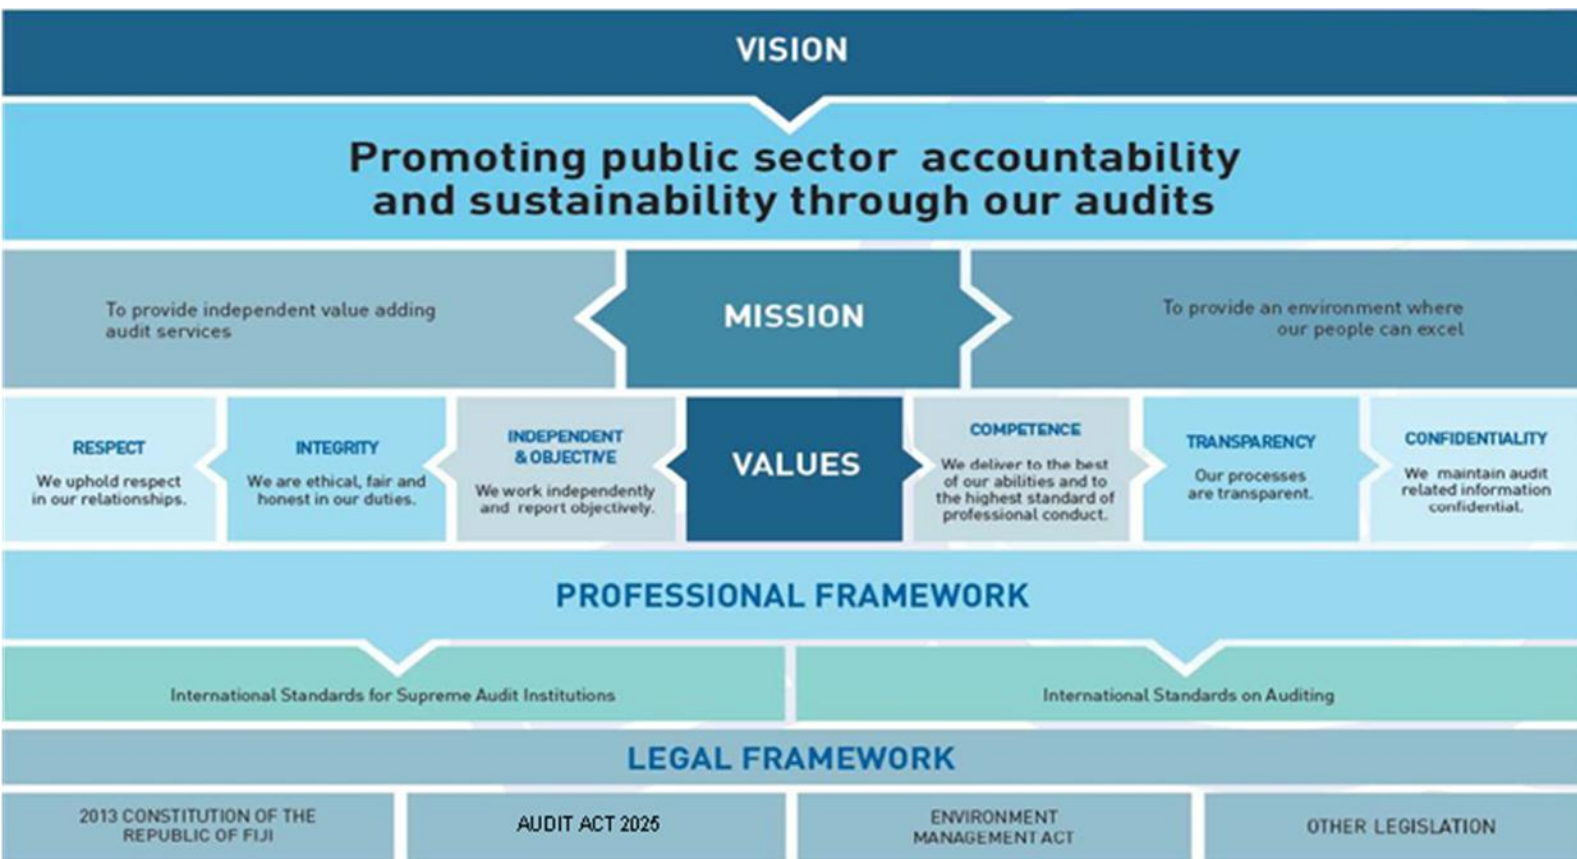 VISION
Promoting public sector accountability
and sustainability through our audits
To provide independent value adding
audit services
MISSION
To provide an environment where
our people can excel
RESPECT
We uphold respect
in our relationships.
INTEGRITY
We are ethical, fair and
honest in our duties.
INDEPENDENT
& OBJECTIVE
We work independently
and report objectively.
VALUES
COMPETENCE
We deliver to the best
of our abilities and to
the highest standard of
professional conduct.
TRANSPARENCY
Our processes
are transparent.
CONFIDENTIALITY
We maintain audit
related information
confidential.
PROFESSIONAL FRAMEWORK
International Standards for Supreme Audit Institutions
International Standards on Auditing
LEGAL FRAMEWORK
2013 CONSTITUTION OF THE
REPUBLIC OF FIJI
AUDIT ACT 2025
ENVIRONMENT
MANAGEMENT ACT
OTHER LEGISLATION